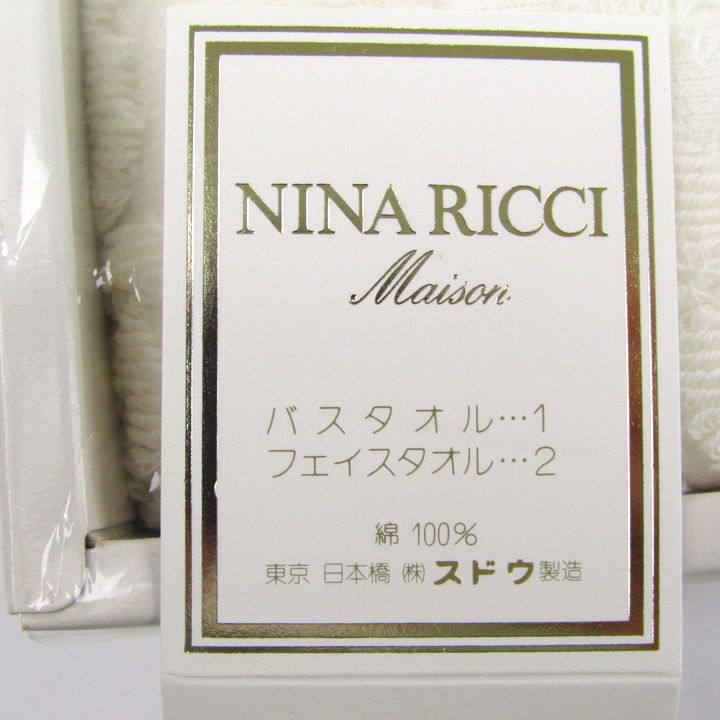 NINA RICCI
Maison
バスタオル…1
フェイスタオル…2
綿 100%
東京 日本橋 ㈱ スドウ製造